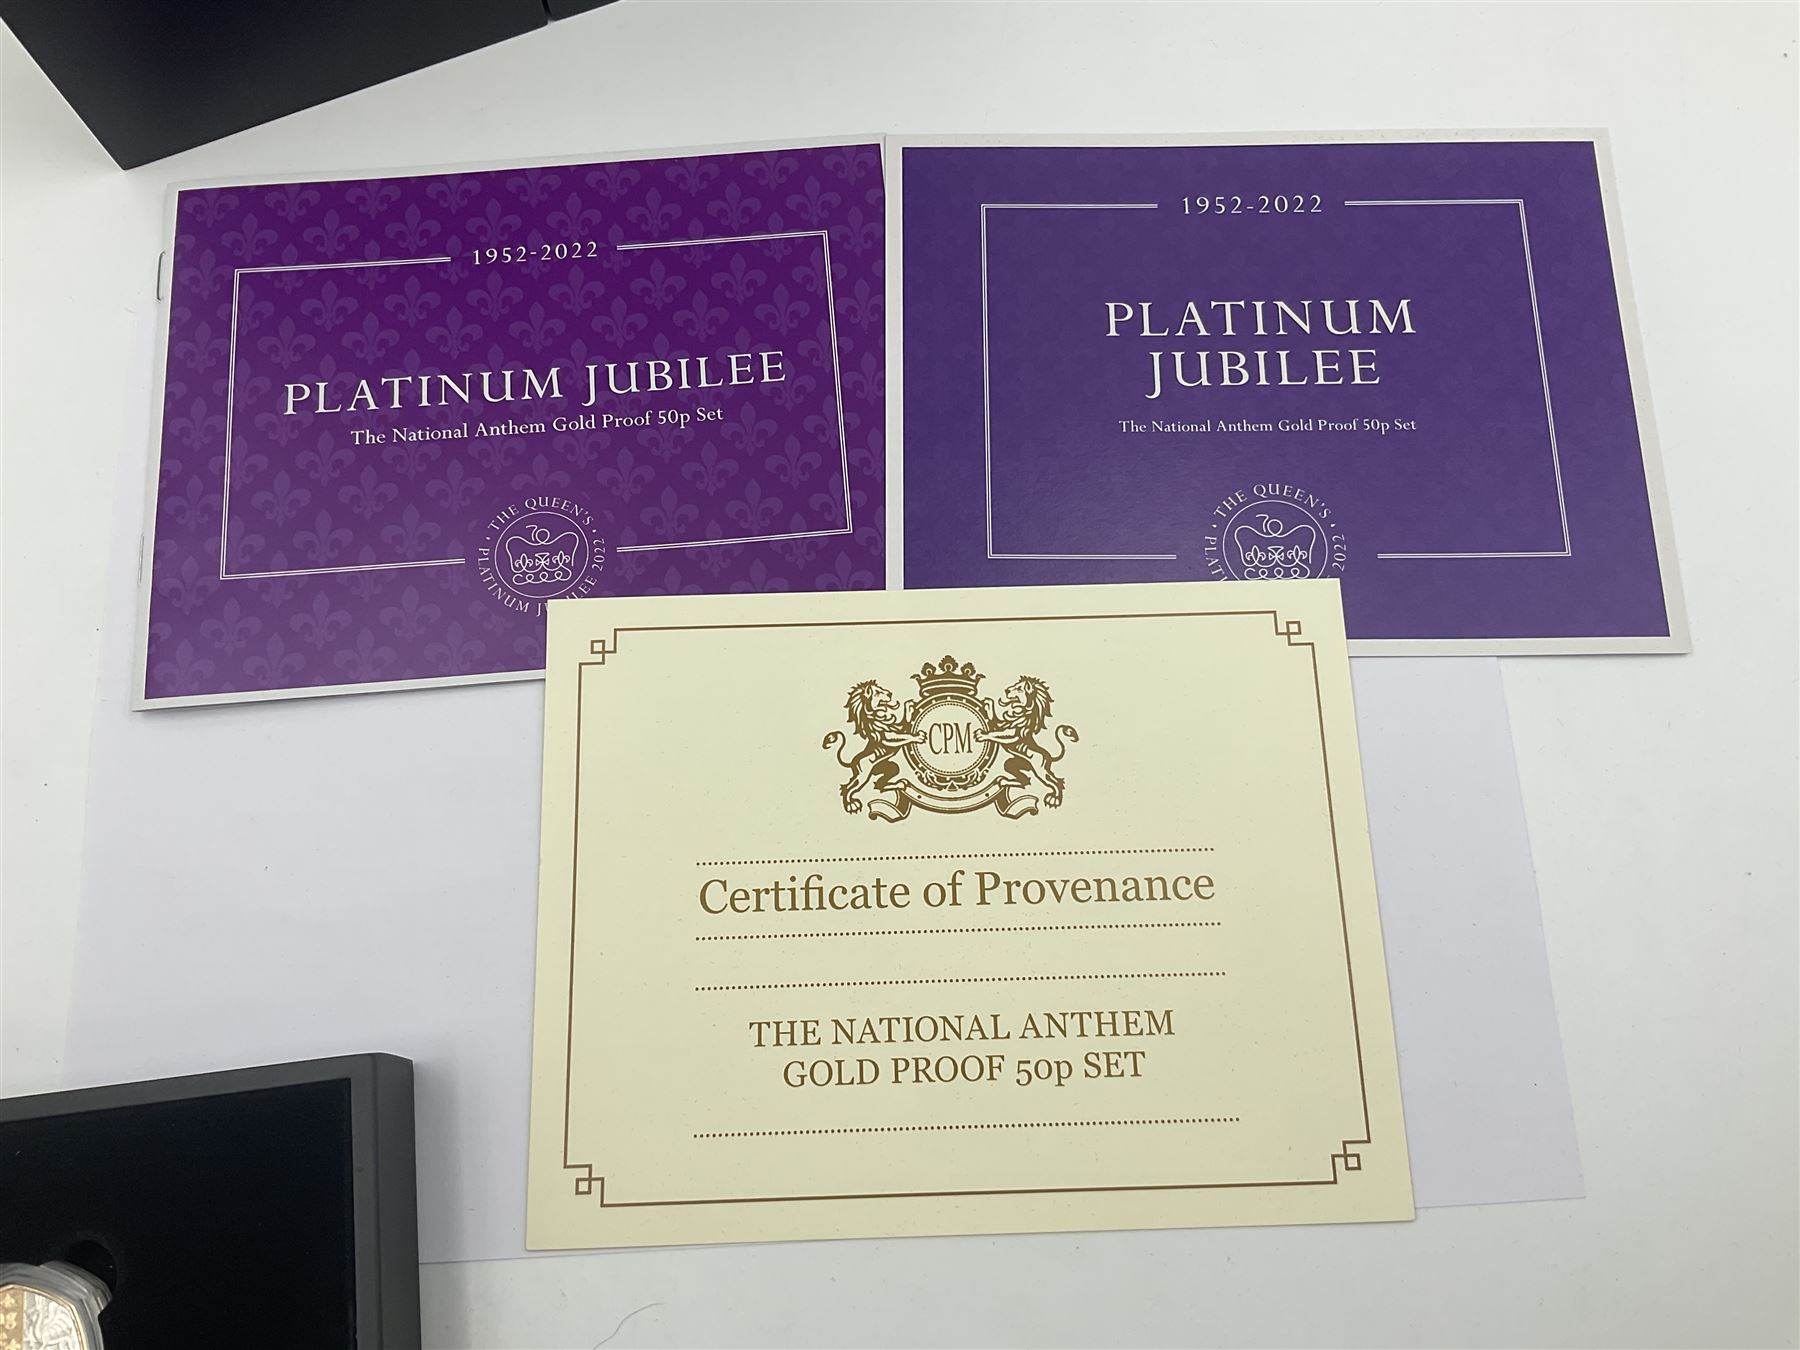 1952-2022
PLATINUM JUBILEE
The National Anthem Gold Proof 50p Set
THE QUEEN'S
70
PLATINUM JUBILEE 2022
1952-2022
PLATINUM
JUBILEE
The National Anthem Gold Proof 50p Set
THE QUEEN'S
70
2022
CPM
Certificate of Provenance
THE NATIONAL ANTHEM
GOLD PROOF 50p SET